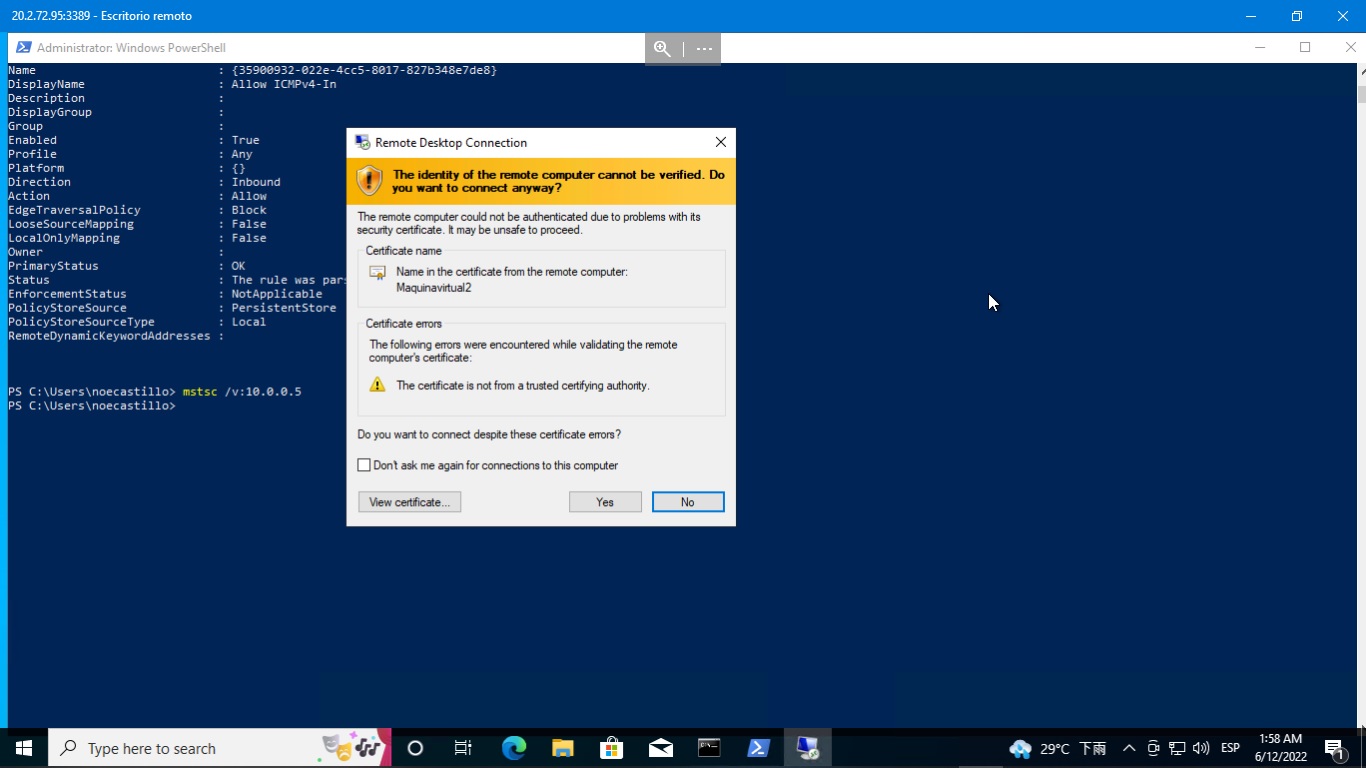 20.2.72.95:3389 - Escritorio remoto
Administrator: Windows PowerShell
Name : {35900932-022e-4cc5-8017-827b348e7de8}
DisplayName : Allow ICMPv4-In
Description :
DisplayGroup :
Group :
Enabled : True
Profile : Any
Platform : {}
Direction : Inbound
Action : Allow
EdgeTraversalPolicy : Block
LooseSourceMapping : False
LocalOnlyMapping : False
Owner :
PrimaryStatus : OK
Status : The rule was pars
EnforcementStatus : NotApplicable
PolicyStoreSource : PersistentStore
PolicyStoreSourceType : Local
RemoteDynamicKeywordAddresses :
PS C:\Users\noecastillo> mstsc /v:10.0.0.5
PS C:\Users\noecastillo>
Remote Desktop Connection
The identity of the remote computer cannot be verified. Do
you want to connect anyway?
The remote computer could not be authenticated due to problems with its
security certificate. It may be unsafe to proceed.
Certificate name
Name in the certificate from the remote computer:
Maquinavirtual2
Certificate errors
The following errors were encountered while validating the remote
computer's certificate:
The certificate is not from a trusted certifying authority.
Do you want to connect despite these certificate errors?
Don't ask me again for connections to this computer
View certificate... Yes No
Type here to search
29°C 下雨
ESP
1:58 AM
6/12/2022
1